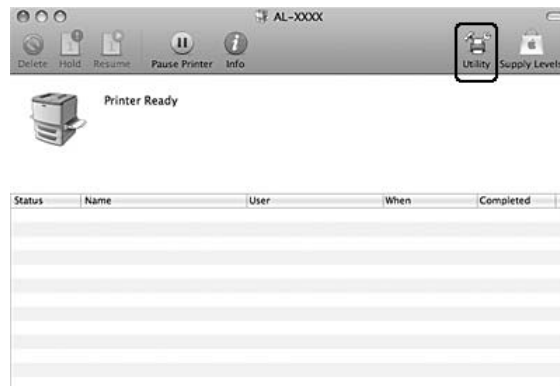 AL-XXXX
Delete Hold Resume Pause Printer Info Utility Supply Levels
Printer Ready
Status Name User When Completed